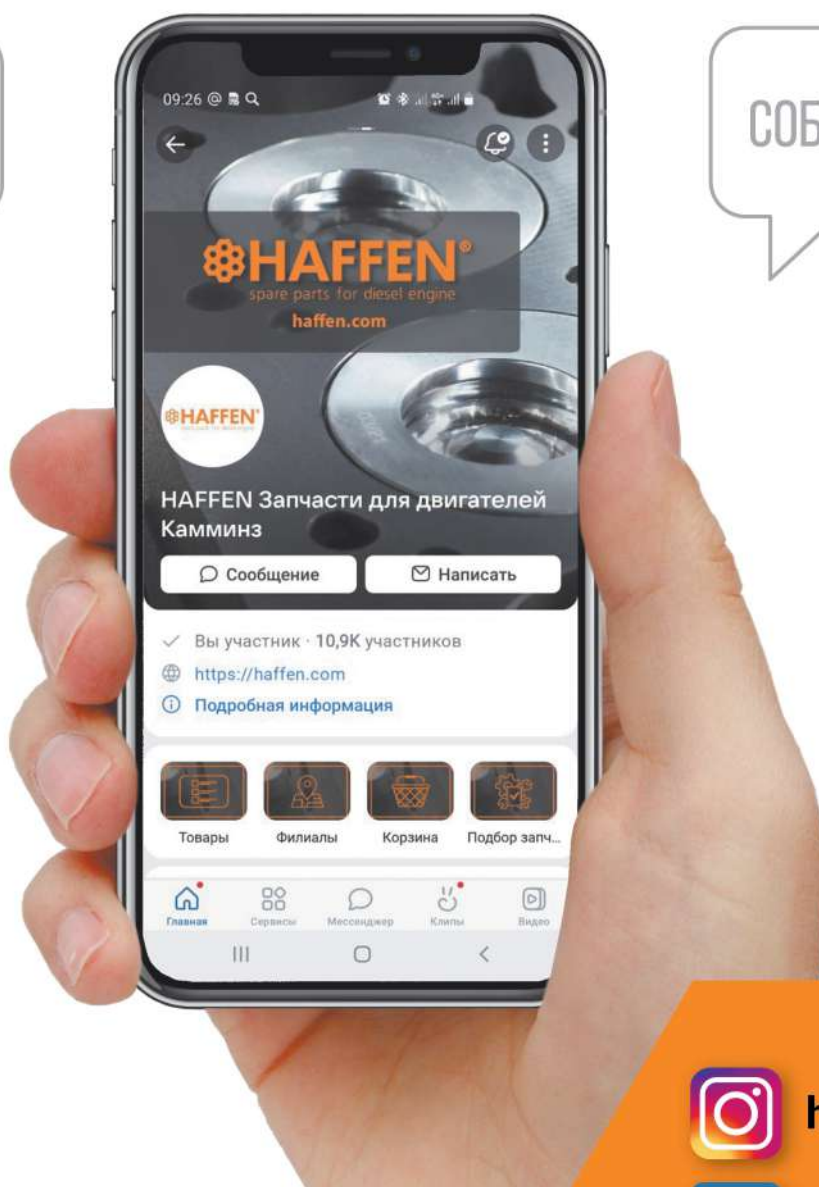 СОБ
09:26
HAFFEN®
spare parts for diesel engine
haffen.com
HAFFEN
HAFFEN Запчасти для двигателей
Камминз
Сообщение
Написать
Вы участник · 10,9K участников
https://haffen.com
Подробная информация
Товары
Филиалы
Корзина
Подбор запч...
Главная
Сервисы
Мессенджер
Клипы
Видео
h